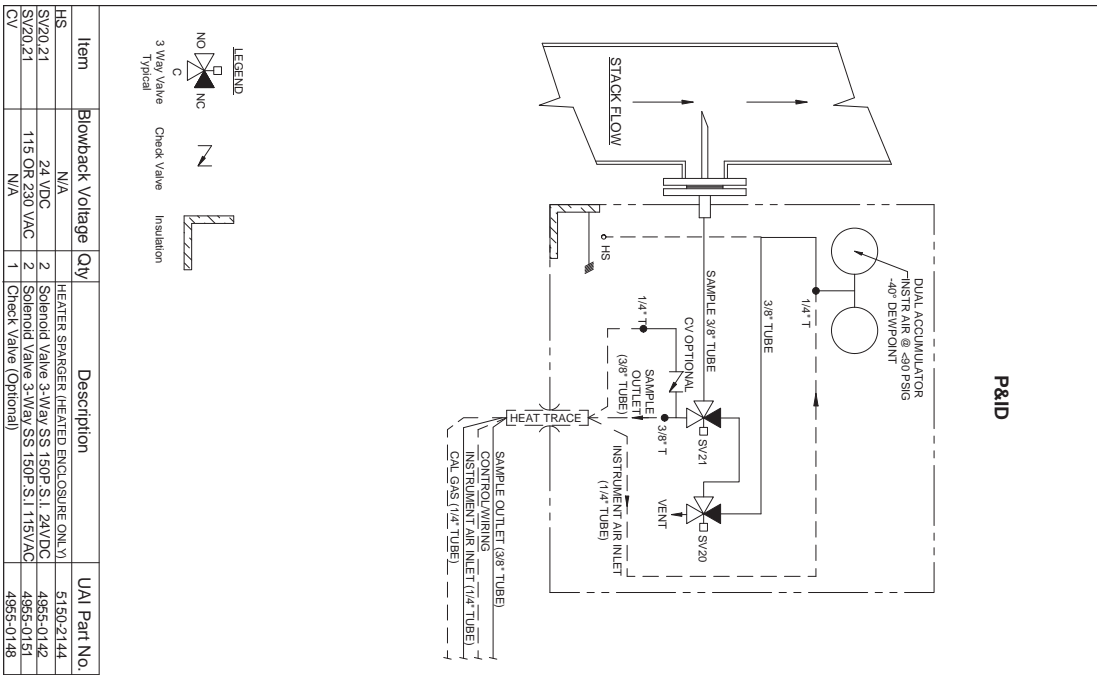 P&ID
DUAL ACCUMULATOR
INSTR AIR @ <90 PSIG
-40° DEWPOINT
1/4" T
3/8" TUBE
STACK FLOW
SAMPLE 3/8" TUBE
HS
SV21
SV20
VENT
CV OPTIONAL
1/4" T
3/8" T
SAMPLE
OUTLET
(3/8" TUBE)
INSTRUMENT AIR INLET
(1/4" TUBE)
HEAT TRACE
SAMPLE OUTLET (3/8" TUBE)
CONTROL/WIRING
INSTRUMENT AIR INLET (1/4" TUBE)
CAL GAS (1/4" TUBE)
LEGEND
NO
NC
C
3 Way Valve
Typical
Check Valve
Insulation
Item Blowback Voltage Qty Description UAI Part No.
HS N/A HEATER SPARGER (HEATED ENCLOSURE ONLY) 5150-2144
SV20,21 24 VDC 2 Solenoid Valve 3-Way SS 150P.S.I. 24VDC 4955-0142
SV20,21 115 OR 230 VAC 2 Solenoid Valve 3-Way SS 150P.S.I 115VAC 4955-0151
CV N/A 1 Check Valve (Optional) 4955-0148